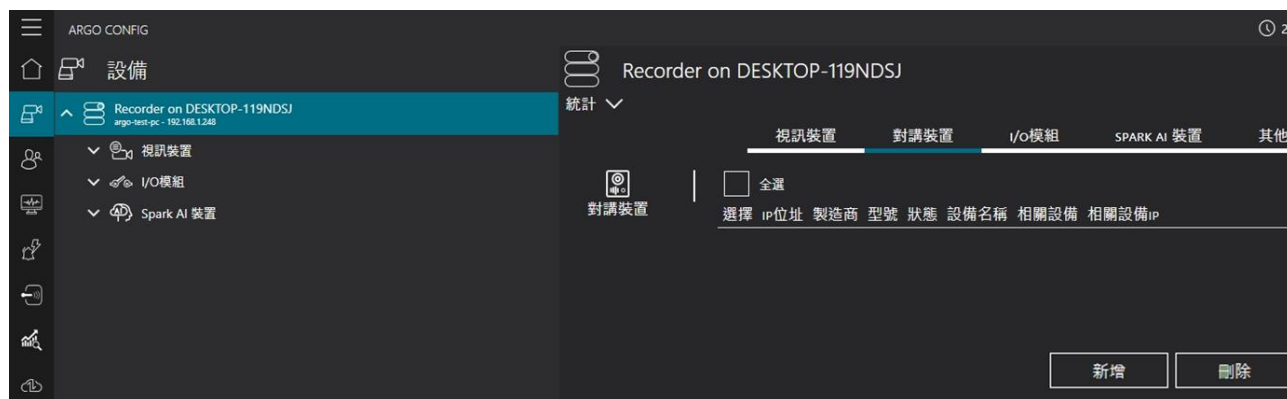 ARGO CONFIG
2
設備
Recorder on DESKTOP-119NDSJ
argo-test-pc - 192.168.1.248
視訊裝置
I/O模組
Spark AI 裝置
Recorder on DESKTOP-119NDSJ
統計
視訊裝置 對講裝置 I/O模組 SPARK AI 裝置 其他
對講裝置
全選
選擇 IP位址 製造商 型號 狀態 設備名稱 相關設備 相關設備IP
新增 刪除